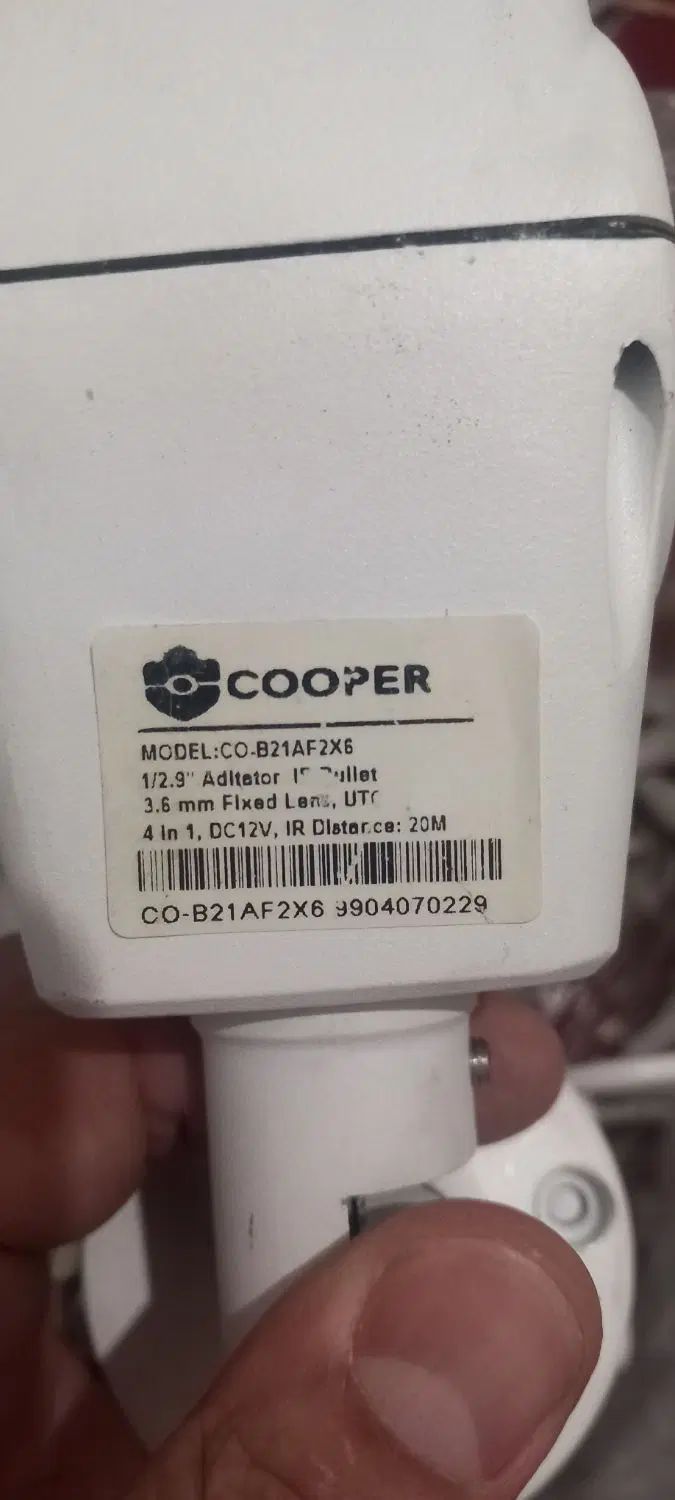 COOPER
MODEL:CO-B21AF2X6
1/2.9" Aditator
3.6 mm Fixed Lens, UTC
4 in 1, DC12V, IR Distance: 20M
CO-B21AF2X6 9904070229